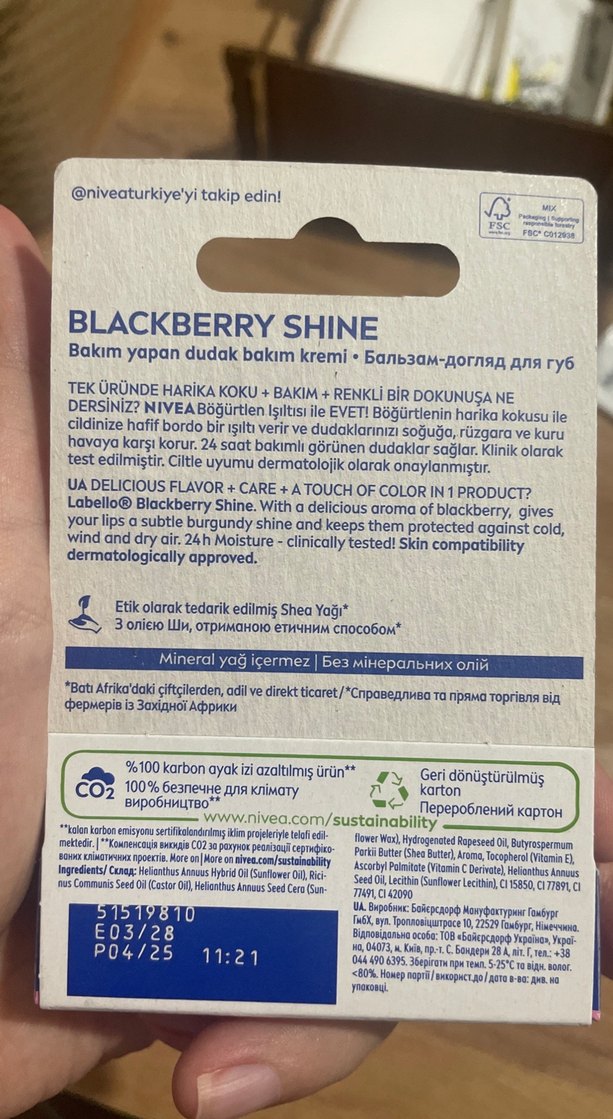 @niveaturkiye'yi takip edin!
FSC
www.fsc.org
MIX
Packaging | Supporting
responsible forestry
FSC® C012938
BLACKBERRY SHINE
Bakım yapan dudak bakım kremi • Бальзам-догляд для губ
TEK ÜRÜNDE HARİKA KOKU + BAKIM + RENKLİ BİR DOKUNUŞA NE
DERSİNİZ? NIVEA Böğürtlen Işıltısı ile EVET! Böğürtlenin harika kokusu ile
cildinize hafif bordo bir ışıltı verir ve dudaklarınızı soğuğa, rüzgara ve kuru
havaya karşı korur. 24 saat bakımlı görünen dudaklar sağlar. Klinik olarak
test edilmiştir. Ciltle uyumu dermatolojik olarak onaylanmıştır.
UA DELICIOUS FLAVOR + CARE + A TOUCH OF COLOR IN 1 PRODUCT?
Labello® Blackberry Shine. With a delicious aroma of blackberry, gives
your lips a subtle burgundy shine and keeps them protected against cold,
wind and dry air. 24h Moisture - clinically tested! Skin compatibility
dermatologically approved.
Etik olarak tedarik edilmiş Shea Yağı*
З олією Ши, отриманою етичним способом*
Mineral yağ içermez | Без мінеральних олій
*Batı Afrika'daki çiftçilerden, adil ve direkt ticaret/*Справедлива та пряма торгівля від
фермерів із Західної Африки
CO2
%100 karbon ayak izi azaltılmış ürün**
100% безпечне для клімату
виробництво**
Geri dönüştürülmüş
karton
Перероблений картон
www.nivea.com/sustainability
**kalan karbon emisyonu sertifikalandırılmış iklim projeleriyle telafi edil-
mektedir. | **Компенсація викидів CO2 за рахунок реалізації сертифіко-
ваних кліматичних проектів. More on | More on nivea.com/sustainability
Ingredients/ Склад: Helianthus Annuus Hybrid Oil (Sunflower Oil), Rici-
nus Communis Seed Oil (Castor Oil), Helianthus Annuus Seed Cera (Sun-
flower Wax), Hydrogenated Rapeseed Oil, Butyrospermum
Parkii Butter (Shea Butter), Aroma, Tocopherol (Vitamin E),
Ascorbyl Palmitate (Vitamin C Derivate), Helianthus Annuus
Seed Oil, Lecithin (Sunflower Lecithin), CI 15850, CI 77891, CI
77491, CI 42090
UA. Виробник: Байєрсдорф Мануфактуринг Гамбург
ГмбХ, вул. Тропловіцштрассе 10, 22529 Гамбург, Німеччина.
Відповідальна особа: ТОВ «Байєрсдорф Україна», Украї-
на, 04073, м. Київ, пр.-т. С. Бандери 28 А, літ. Г, тел.: +38
044 490 6395. Зберігати при темп. 5-25°C та відн. волог.
<80%. Номер партії / використ.до / дата в-ва: див. на
упаковці.
51519810
E03/28
P04/25 11:21